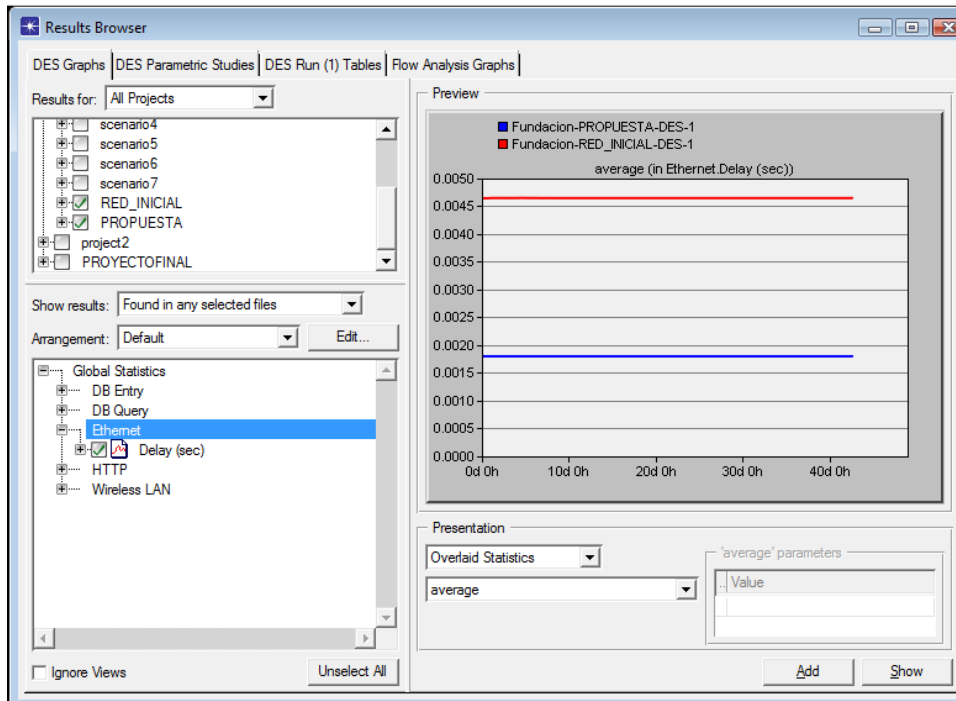 Results Browser
DES Graphs DES Parametric Studies DES Run (1) Tables Flow Analysis Graphs
Results for: All Projects
scenario4
scenario5
scenario6
scenario7
RED_INICIAL
PROPUESTA
project2
PROYECTOFINAL
Show results: Found in any selected files
Arrangement: Default Edit...
Global Statistics
DB Entry
DB Query
Ethernet
Delay (sec)
HTTP
Wireless LAN
Ignore Views Unselect All
Preview
Fundacion-PROPUESTA-DES-1
Fundacion-RED_INICIAL-DES-1
average (in Ethernet.Delay (sec))
0.0050
0.0045
0.0040
0.0035
0.0030
0.0025
0.0020
0.0015
0.0010
0.0005
0.0000
0d 0h 10d 0h 20d 0h 30d 0h 40d 0h
Presentation
Overlaid Statistics
average
'average' parameters
.. Value
Add Show